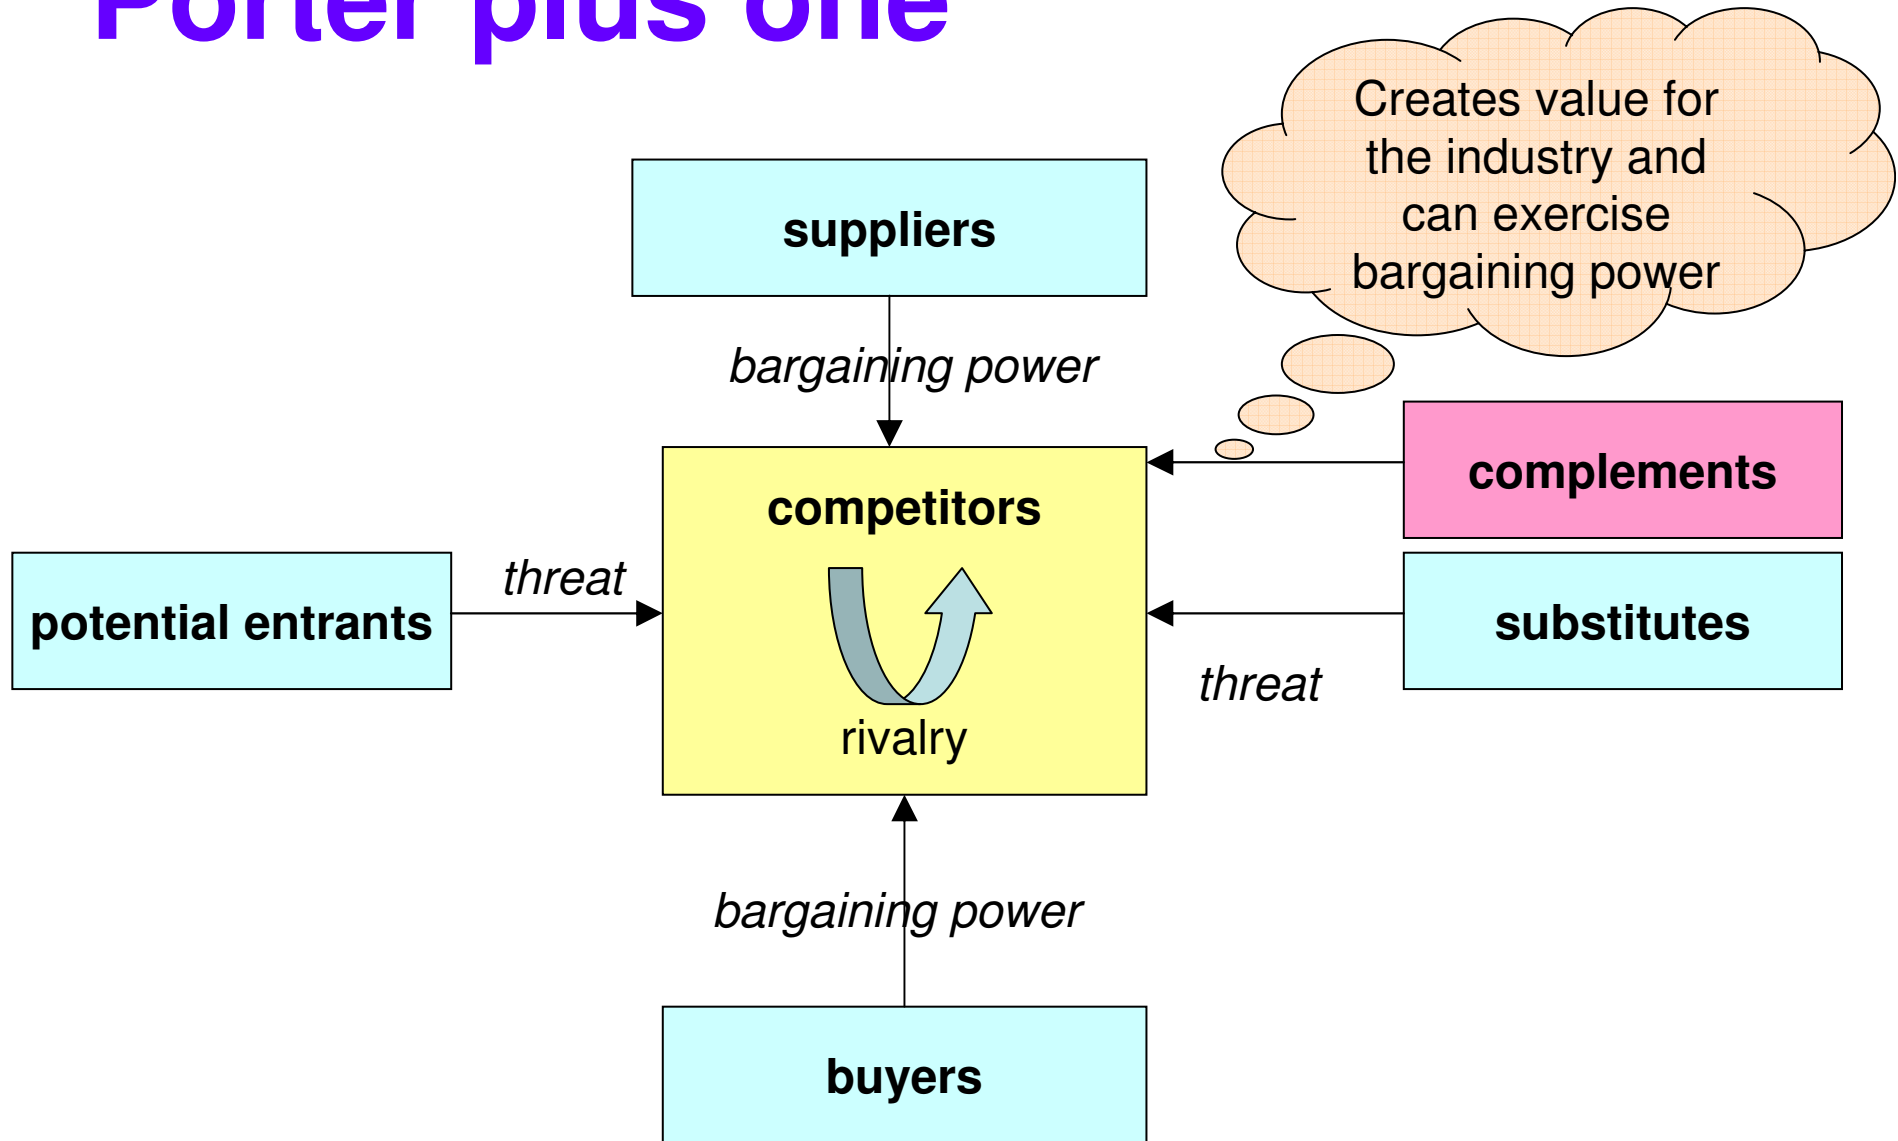 Porter plus one
Creates value for
the industry and
can exercise
bargaining power
suppliers
bargaining power
complements
competitors
threat
potential entrants
substitutes
threat
rivalry
bargaining power
buyers